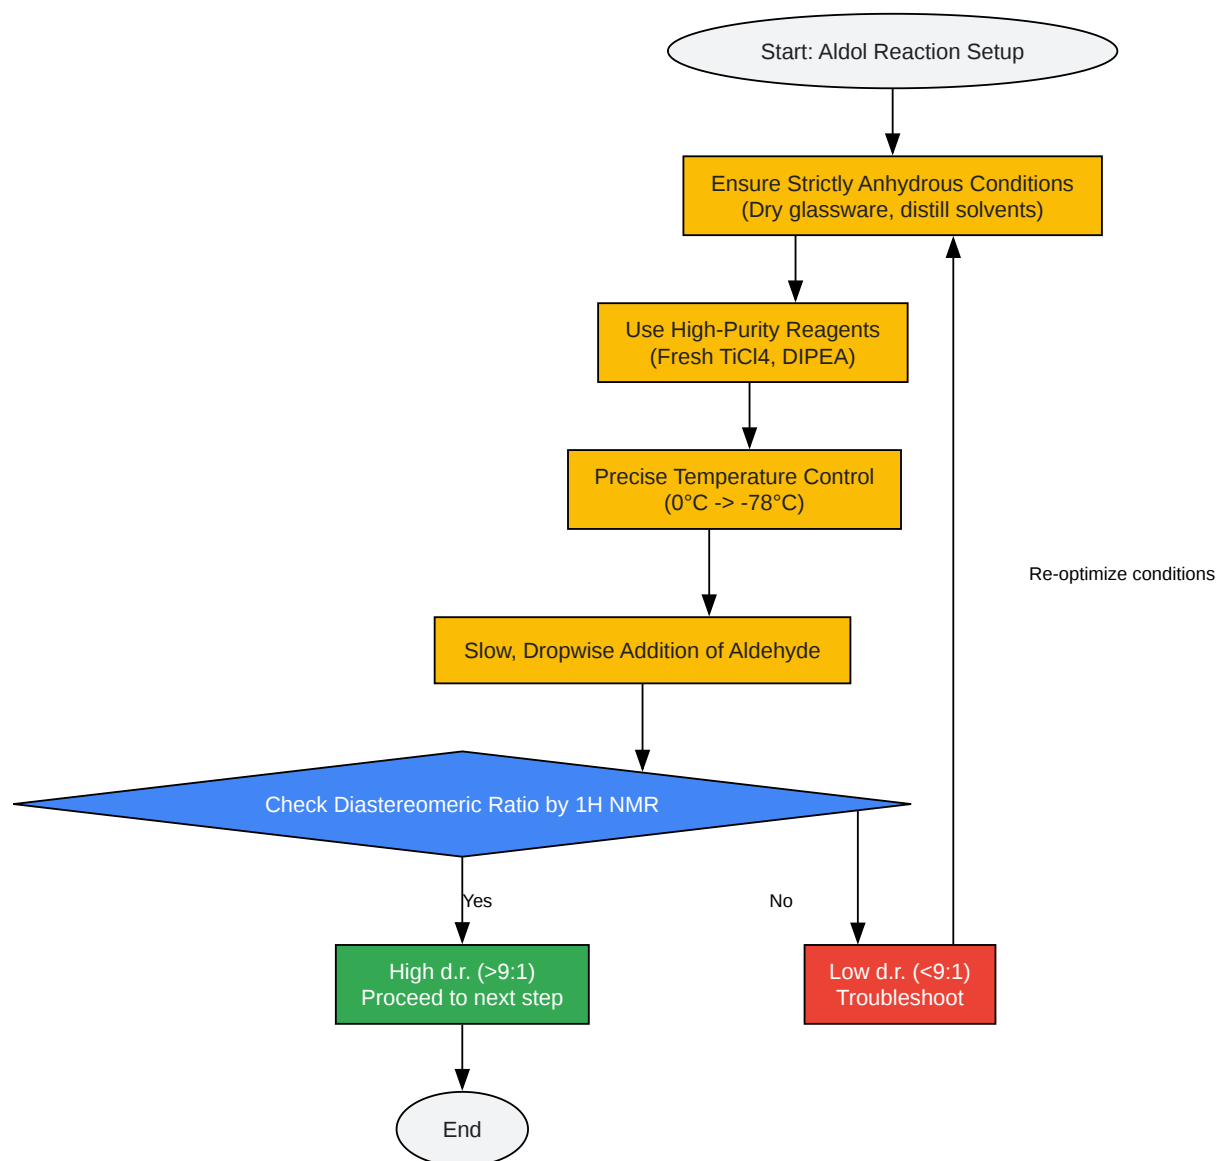 Start: Aldol Reaction Setup
Ensure Strictly Anhydrous Conditions
(Dry glassware, distill solvents)
Use High-Purity Reagents
(Fresh TiCl4, DIPEA)
Precise Temperature Control
(0°C -> -78°C)
Re-optimize conditions
Slow, Dropwise Addition of Aldehyde
Check Diastereomeric Ratio by 1H NMR
Yes
No
High d.r. (>9:1)
Proceed to next step
Low d.r. (<9:1)
Troubleshoot
End